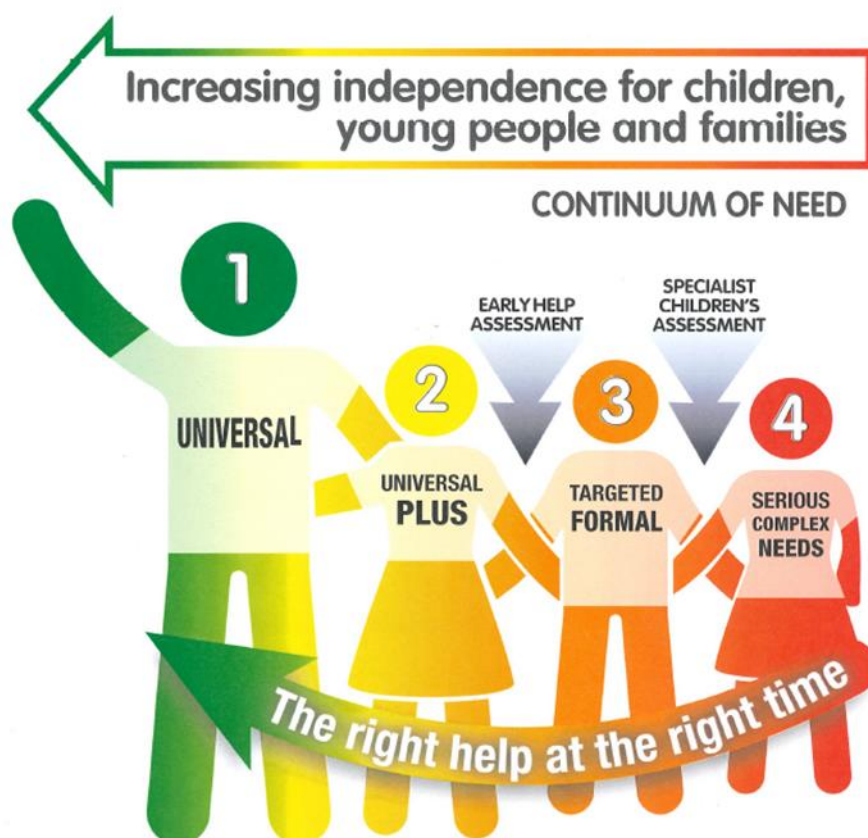 Increasing independence for children,
young people and families
CONTINUUM OF NEED
1
UNIVERSAL
2
UNIVERSAL
PLUS
EARLY HELP
ASSESSMENT
3
TARGETED
FORMAL
SPECIALIST
CHILDREN'S
ASSESSMENT
4
SERIOUS
COMPLEX
NEEDS
The right help at the right time